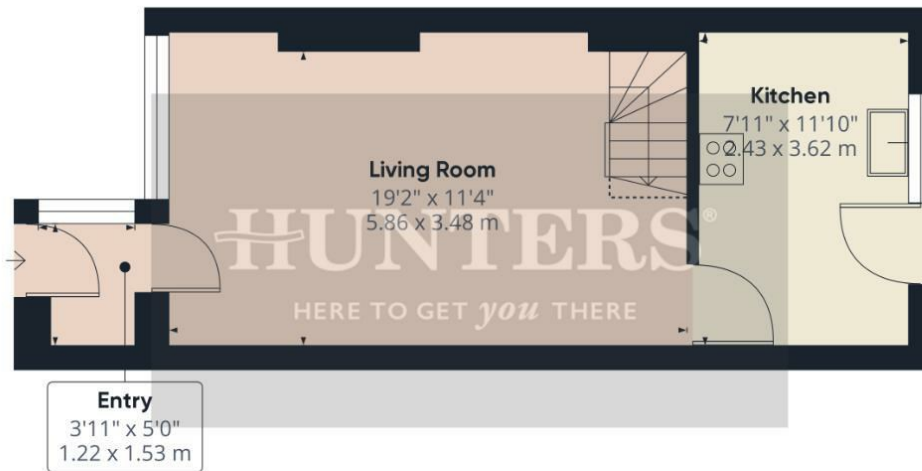 Living Room
19'2" x 11'4"
5.86 x 3.48 m
Kitchen
7'11" x 11'10"
2.43 x 3.62 m
HUNTERS®
HERE TO GET you THERE
Entry
3'11" x 5'0"
1.22 x 1.53 m